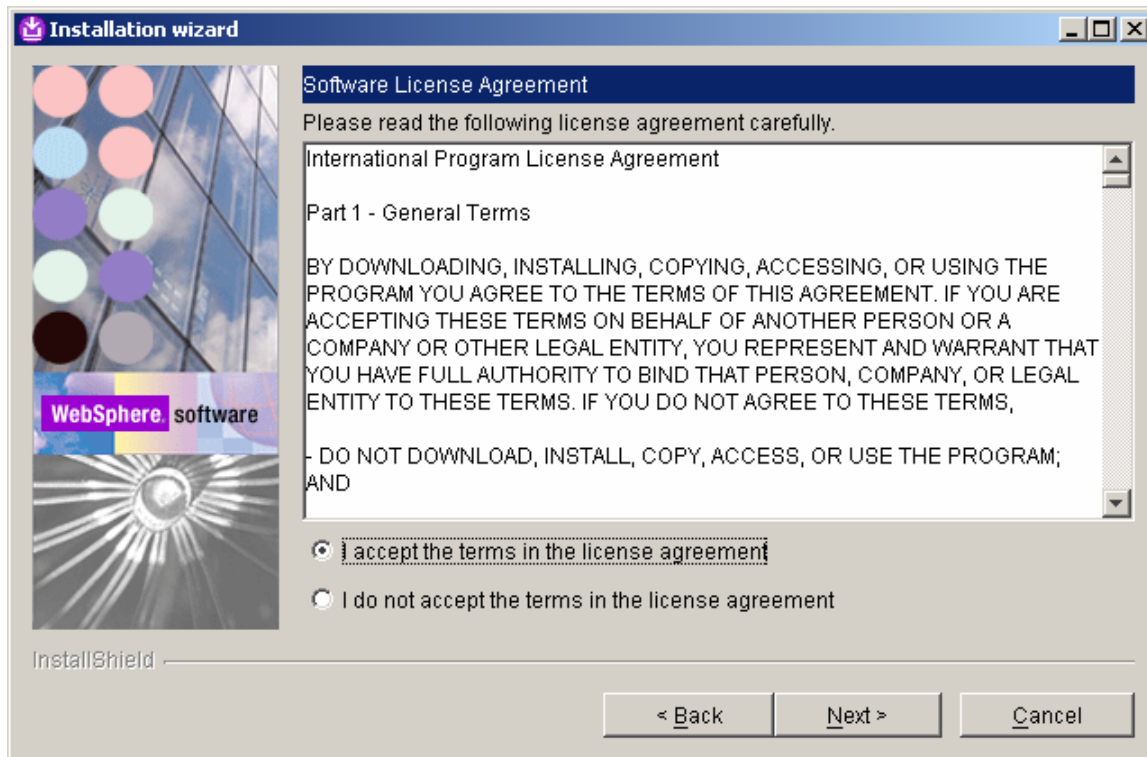 Installation wizard
Software License Agreement
Please read the following license agreement carefully.
International Program License Agreement
Part 1 - General Terms
BY DOWNLOADING, INSTALLING, COPYING, ACCESSING, OR USING THE
PROGRAM YOU AGREE TO THE TERMS OF THIS AGREEMENT. IF YOU ARE
ACCEPTING THESE TERMS ON BEHALF OF ANOTHER PERSON OR A
COMPANY OR OTHER LEGAL ENTITY, YOU REPRESENT AND WARRANT THAT
YOU HAVE FULL AUTHORITY TO BIND THAT PERSON, COMPANY, OR LEGAL
ENTITY TO THESE TERMS. IF YOU DO NOT AGREE TO THESE TERMS,
- DO NOT DOWNLOAD, INSTALL, COPY, ACCESS, OR USE THE PROGRAM;
AND
WebSphere. software
I accept the terms in the license agreement
I do not accept the terms in the license agreement
InstallShield
< Back
Next >
Cancel